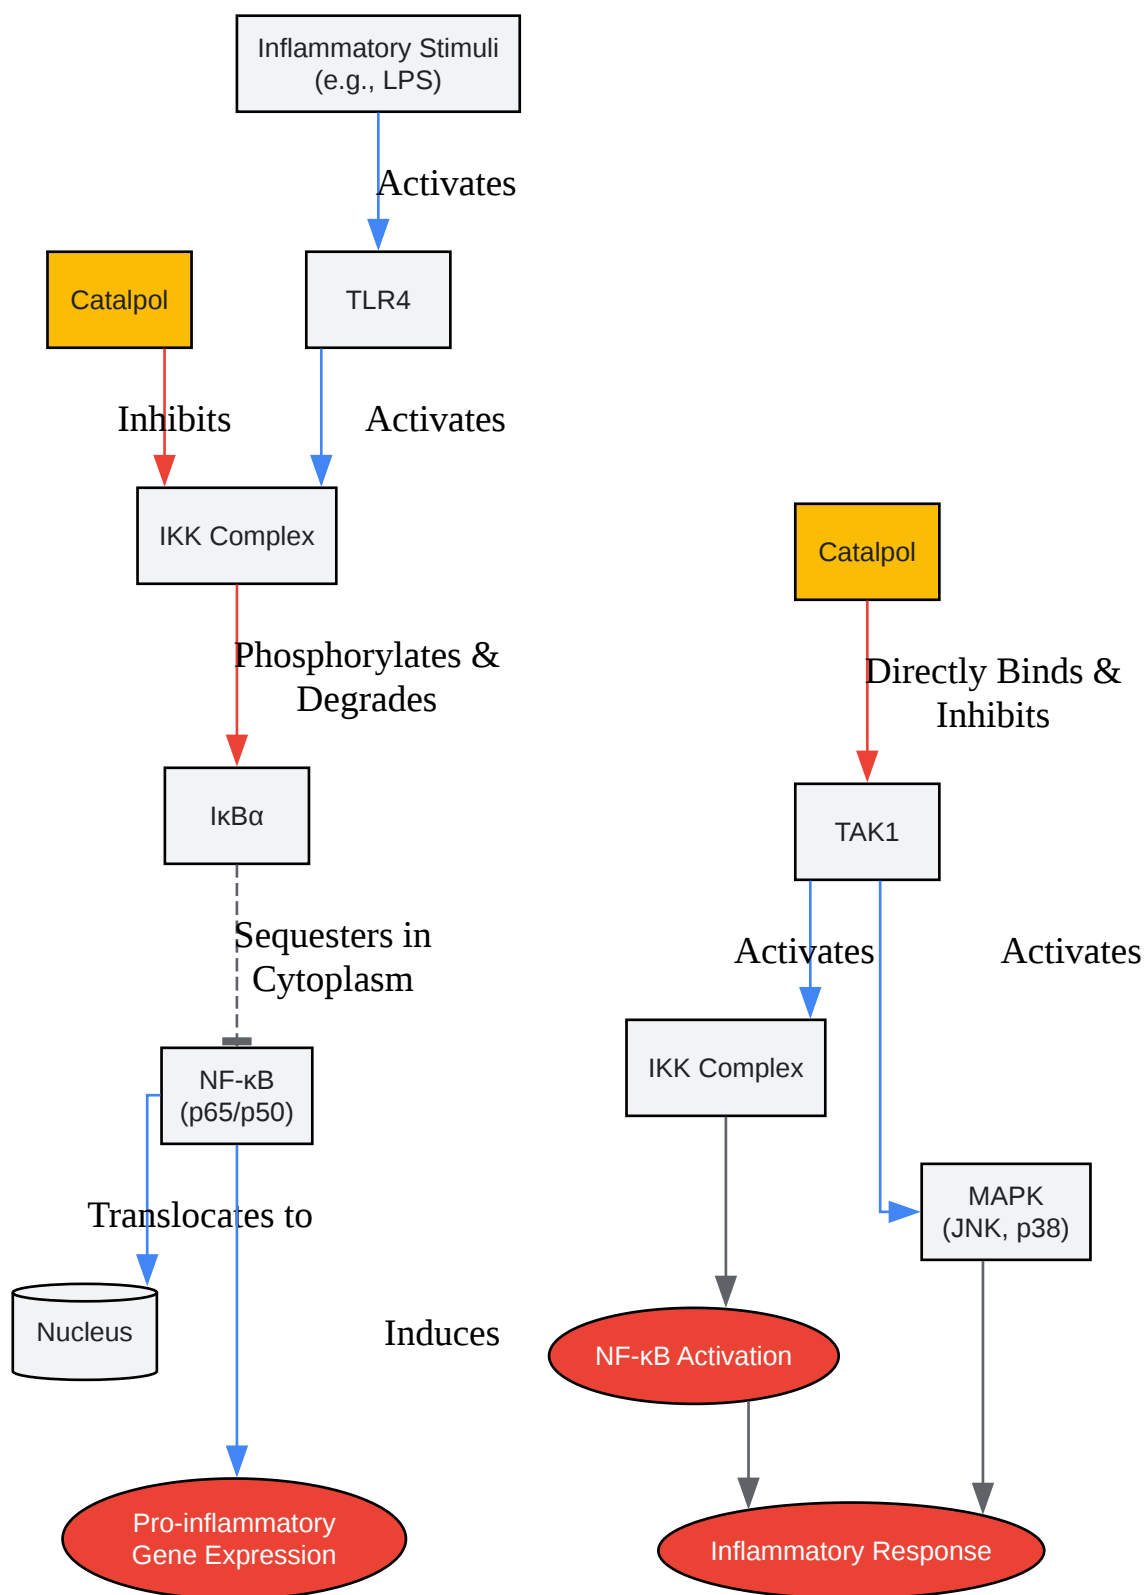 Inflammatory Stimuli
(e.g., LPS)
Activates
Catalpol
TLR4
Inhibits
Activates
IKK Complex
Phosphorylates &
Degrades
IκBα
Sequesters in
Cytoplasm
NF-κB
(p65/p50)
Translocates to
Nucleus
Induces
Pro-inflammatory
Gene Expression
Catalpol
Directly Binds &
Inhibits
TAK1
Activates
Activates
IKK Complex
MAPK
(JNK, p38)
NF-κB Activation
Inflammatory Response